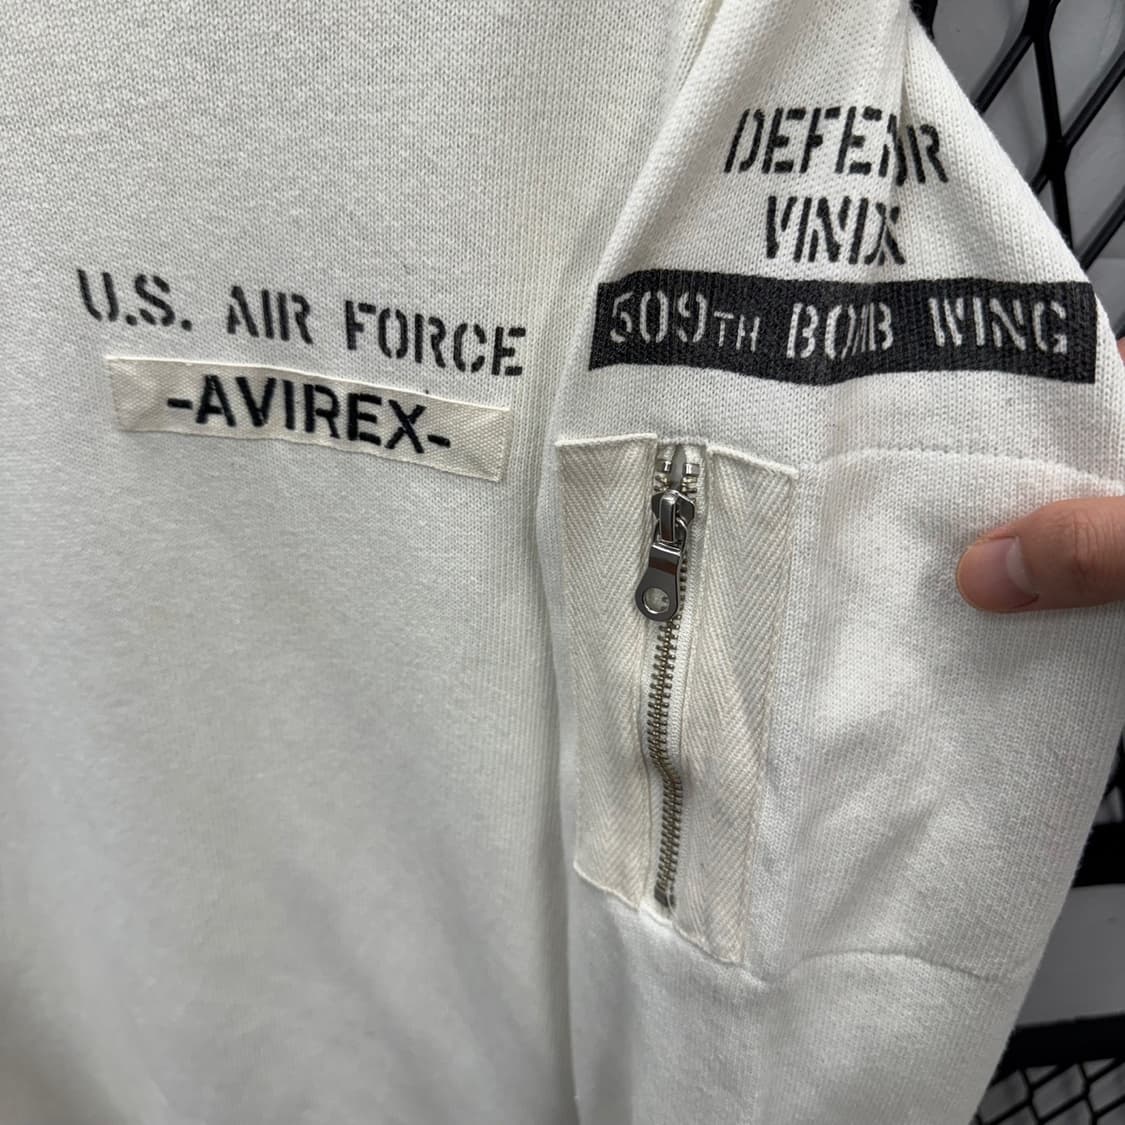 U.S. AIR FORCE
-AVIREX-
509TH BOMB WING